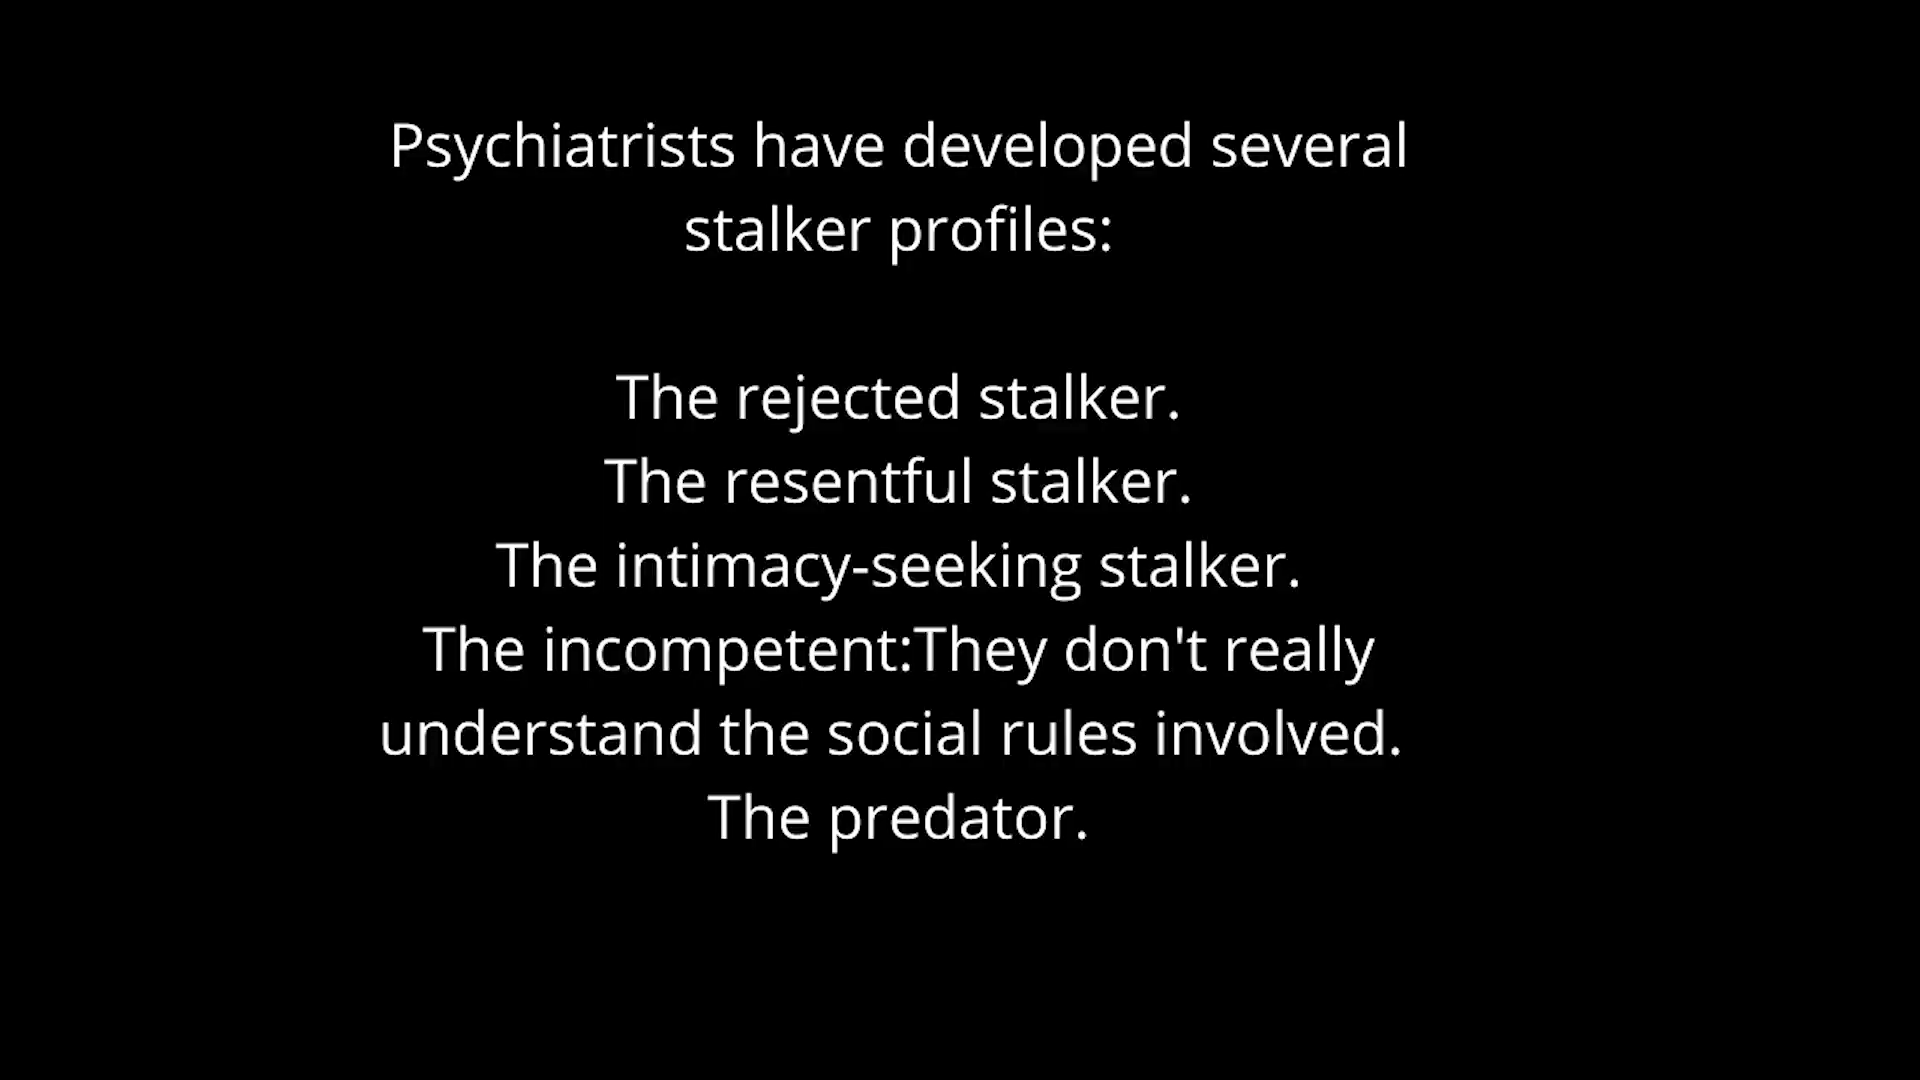 Psychiatrists have developed several
stalker profiles:
The rejected stalker.
The resentful stalker.
The intimacy-seeking stalker.
The incompetent:They don't really
understand the social rules involved.
The predator.